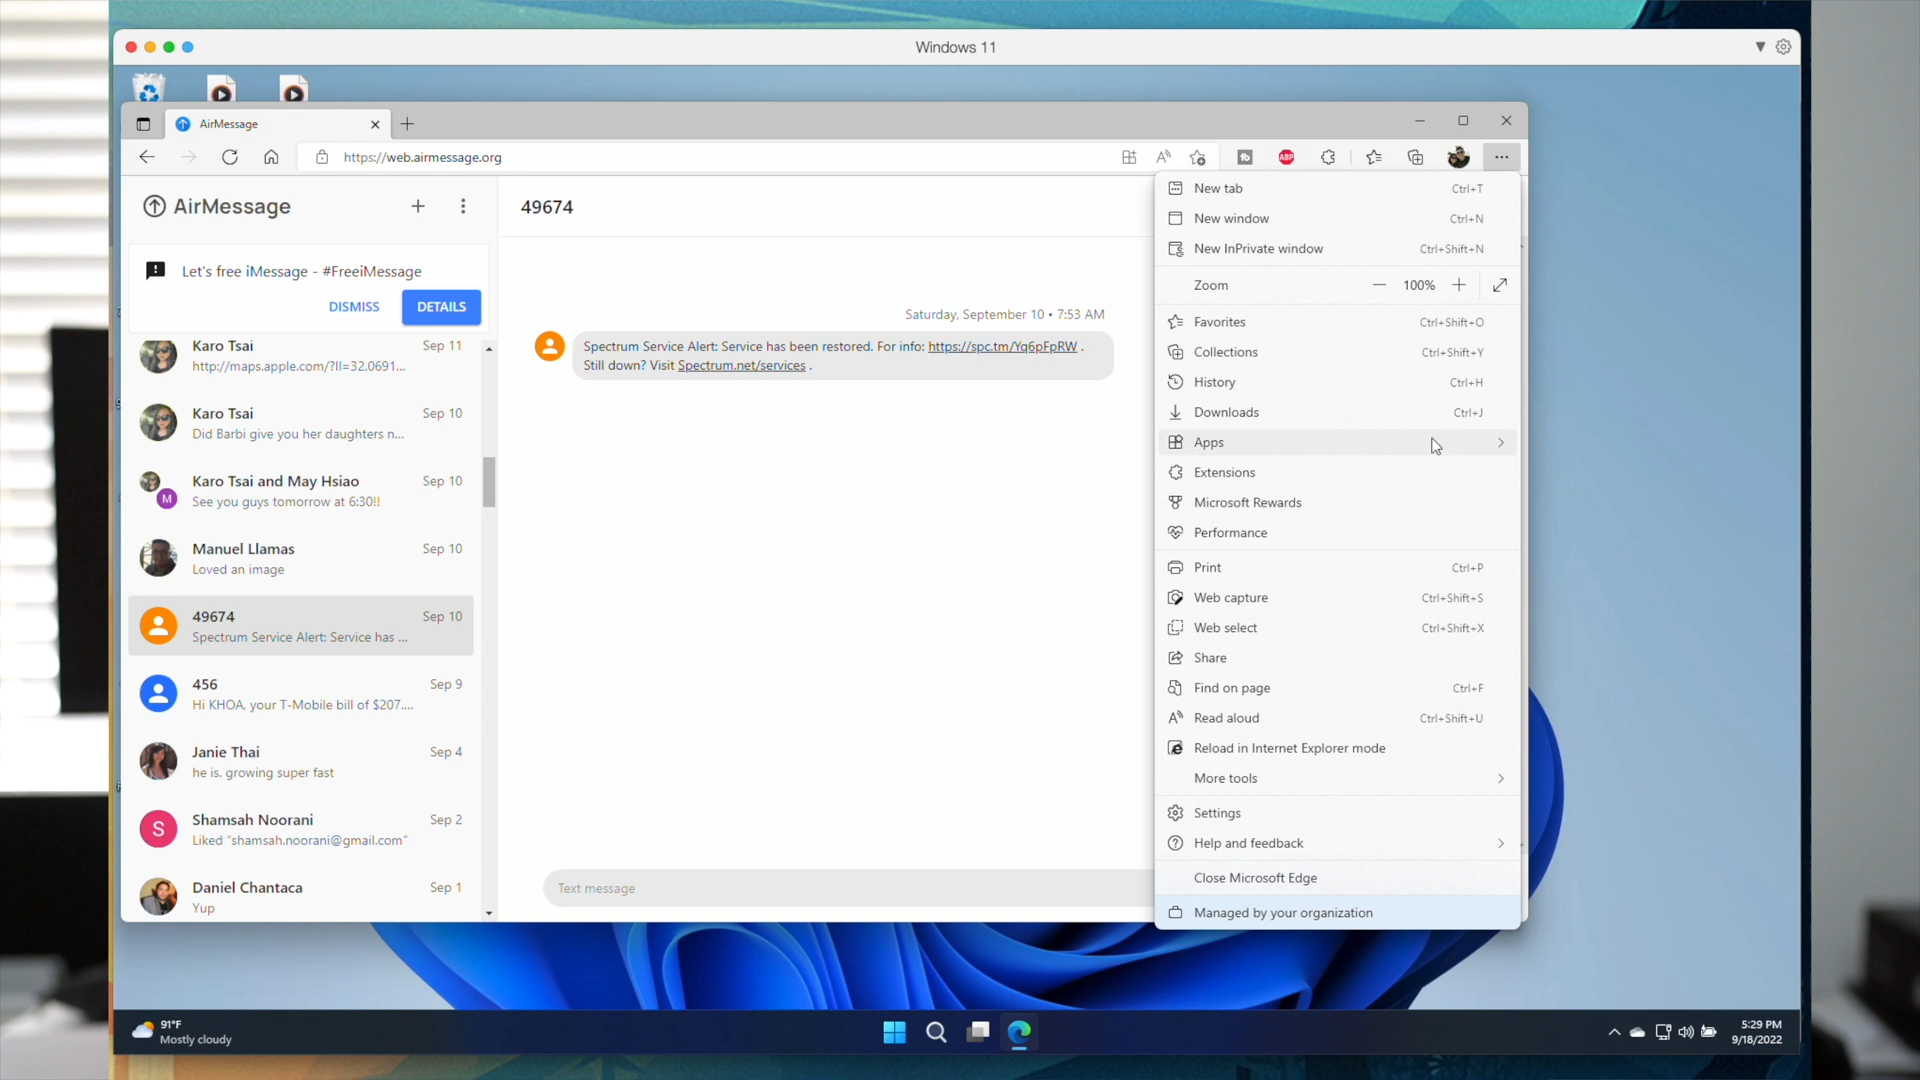 Windows 11
AirMessage
https://web.airmessage.org
ABP
AirMessage
49674
Let's free iMessage - #FreeiMessage
DISMISS
DETAILS
Karo Tsai Sep 11
http://maps.apple.com/?ll=32.0691...
Karo Tsai Sep 10
Did Barbi give you her daughters n...
Karo Tsai and May Hsiao Sep 10
M
See you guys tomorrow at 6:30!!
Manuel Llamas Sep 10
Loved an image
49674 Sep 10
Spectrum Service Alert: Service has ...
456 Sep 9
Hi KHOA, your T-Mobile bill of $207....
Janie Thai Sep 4
he is. growing super fast
S
Shamsah Noorani Sep 2
Liked “shamsah.noorani@gmail.com”
Daniel Chantaca Sep 1
Yup
Saturday, September 10 • 7:53 AM
Spectrum Service Alert: Service has been restored. For info: https://spc.tm/Yq6pFpRW .
Still down? Visit Spectrum.net/services .
Text message
New tab Ctrl+T
New window Ctrl+N
New InPrivate window Ctrl+Shift+N
Zoom 100%
Favorites Ctrl+Shift+O
Collections Ctrl+Shift+Y
History Ctrl+H
Downloads Ctrl+J
Apps
Extensions
Microsoft Rewards
Performance
Print Ctrl+P
Web capture Ctrl+Shift+S
Web select Ctrl+Shift+X
Share
Find on page Ctrl+F
Read aloud Ctrl+Shift+U
Reload in Internet Explorer mode
More tools
Settings
Help and feedback
Close Microsoft Edge
Managed by your organization
91°F
Mostly cloudy
5:29 PM
9/18/2022